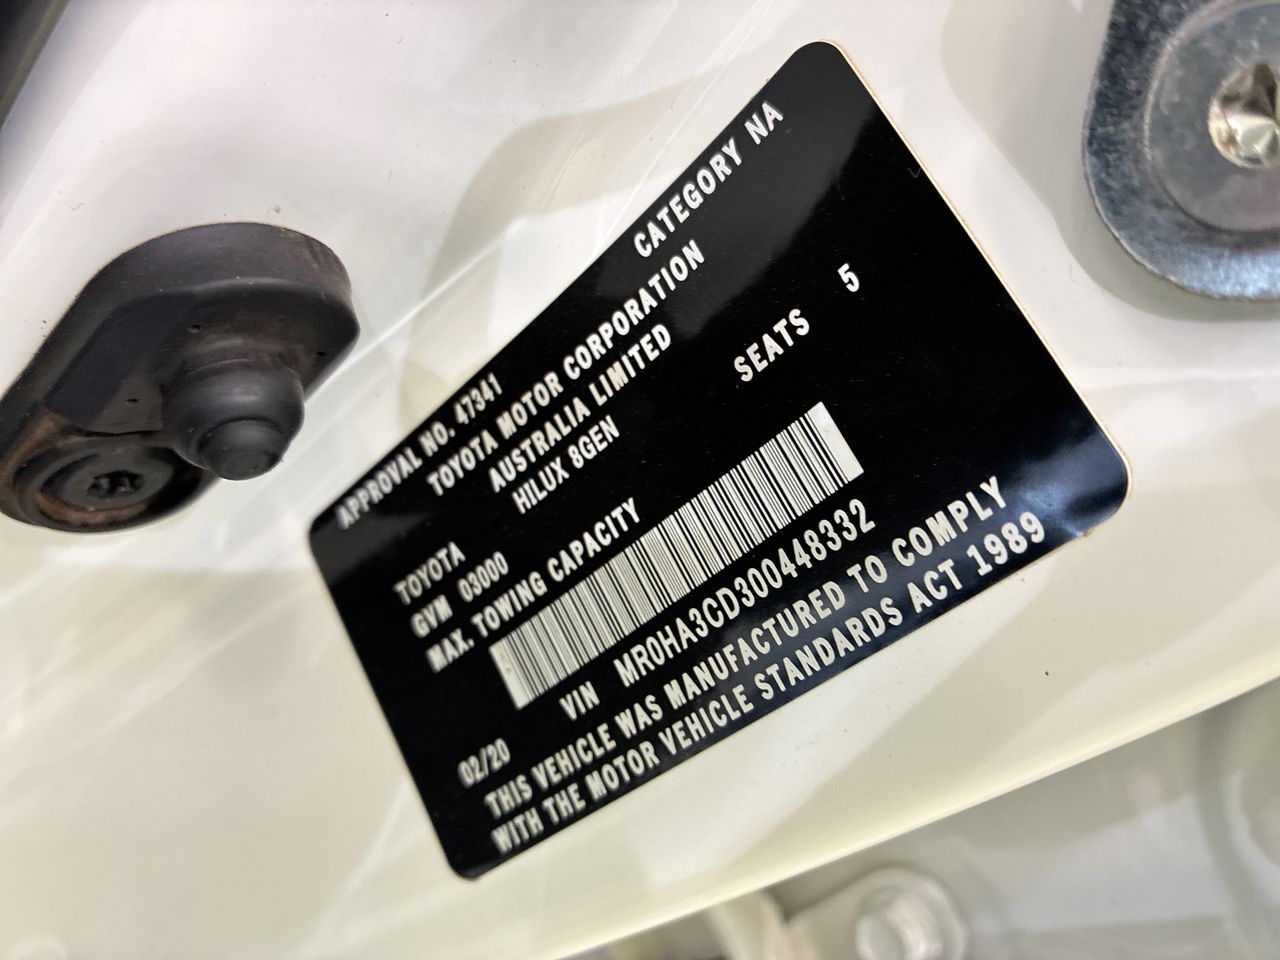 APPROVAL NO. 47341 CATEGORY NA
TOYOTA MOTOR CORPORATION
AUSTRALIA LIMITED
TOYOTA HILUX 8GEN
GVM 03000 SEATS 5
MAX. TOWING CAPACITY
VIN MR0HA3CD300448332
02/20
THIS VEHICLE WAS MANUFACTURED TO COMPLY
WITH THE MOTOR VEHICLE STANDARDS ACT 1989